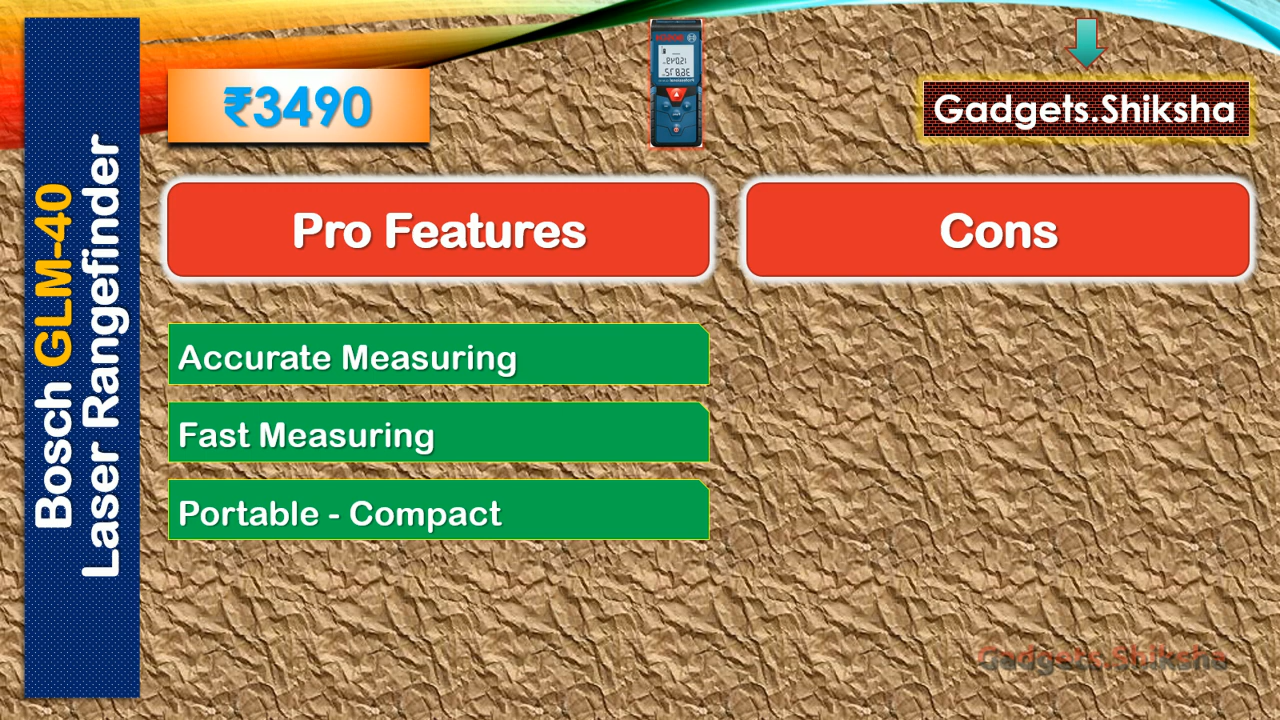 Bosch GLM-40
Laser Rangefinder
₹3490
BOSCH
Gadgets.Shiksha
Pro Features
Cons
Accurate Measuring
Fast Measuring
Portable - Compact
Gadgets.Shiksha